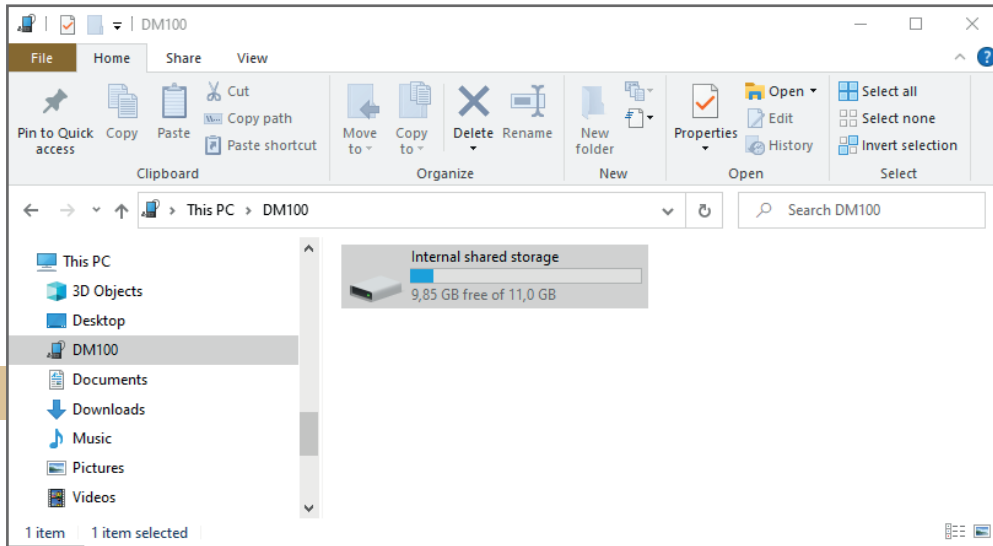 DM100
File Home Share View
Pin to Quick access
Copy
Paste
Cut
Copy path
Paste shortcut
Clipboard
Move to
Copy to
Delete
Rename
Organize
New folder
New
Properties
Open
Edit
History
Open
Select all
Select none
Invert selection
Select
This PC > DM100
Search DM100
This PC
3D Objects
Desktop
DM100
Documents
Downloads
Music
Pictures
Videos
Internal shared storage
9,85 GB free of 11,0 GB
1 item 1 item selected